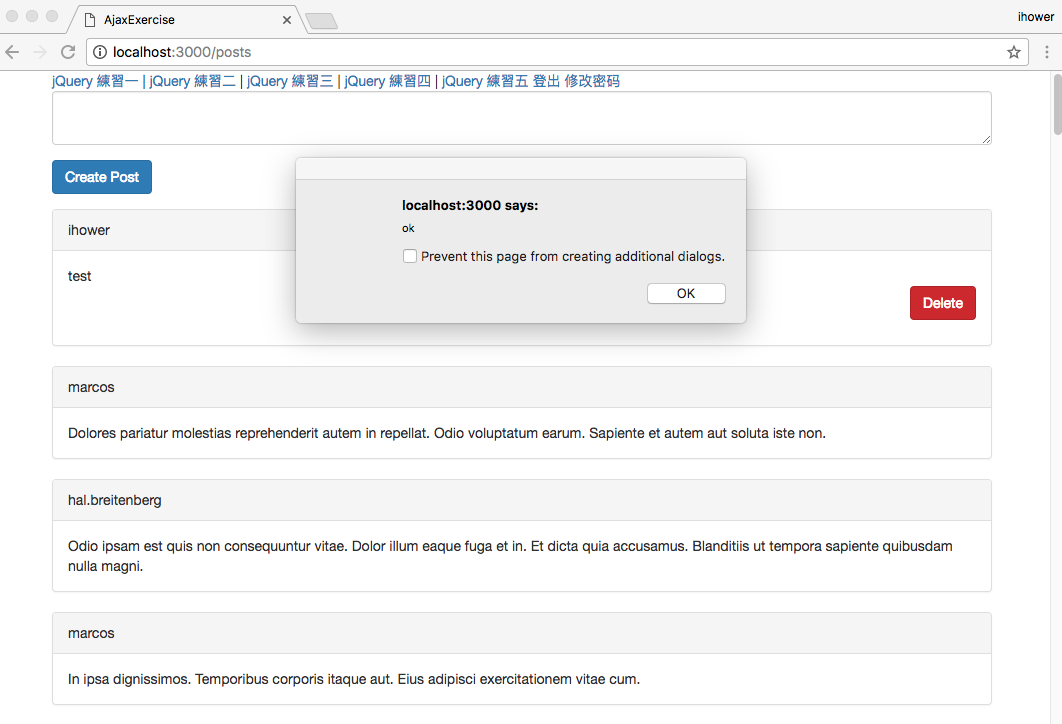 AjaxExercise
ihower
localhost:3000/posts
jQuery 練習一 | jQuery 練習二 | jQuery 練習三 | jQuery 練習四 | jQuery 練習五 登出 修改密码
Create Post
localhost:3000 says:
ok
Prevent this page from creating additional dialogs.
OK
ihower
test
Delete
marcos
Dolores pariatur molestias reprehenderit autem in repellat. Odio voluptatum earum. Sapiente et autem aut soluta iste non.
hal.breitenberg
Odio ipsam est quis non consequuntur vitae. Dolor illum eaque fuga et in. Et dicta quia accusamus. Blanditiis ut tempora sapiente quibusdam
nulla magni.
marcos
In ipsa dignissimos. Temporibus corporis itaque aut. Eius adipisci exercitationem vitae cum.